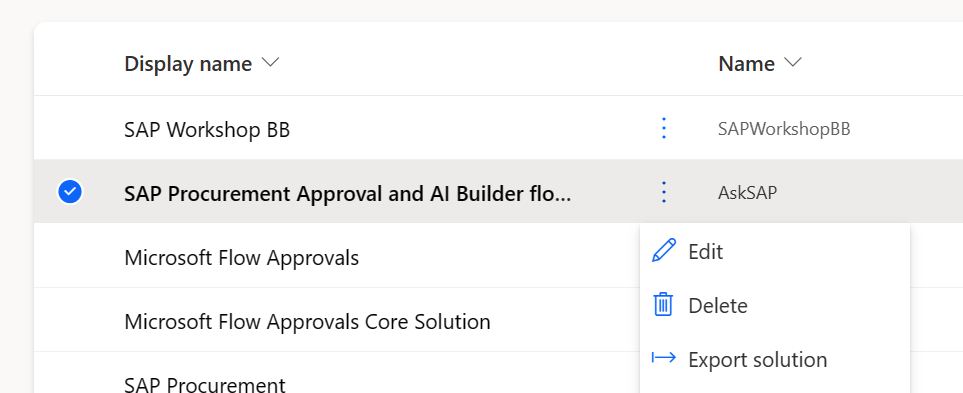 Display name
Name
SAP Workshop BB
SAPWorkshopBB
SAP Procurement Approval and AI Builder flo...
AskSAP
Microsoft Flow Approvals
Edit
Delete
Microsoft Flow Approvals Core Solution
Export solution
SAP Procurement